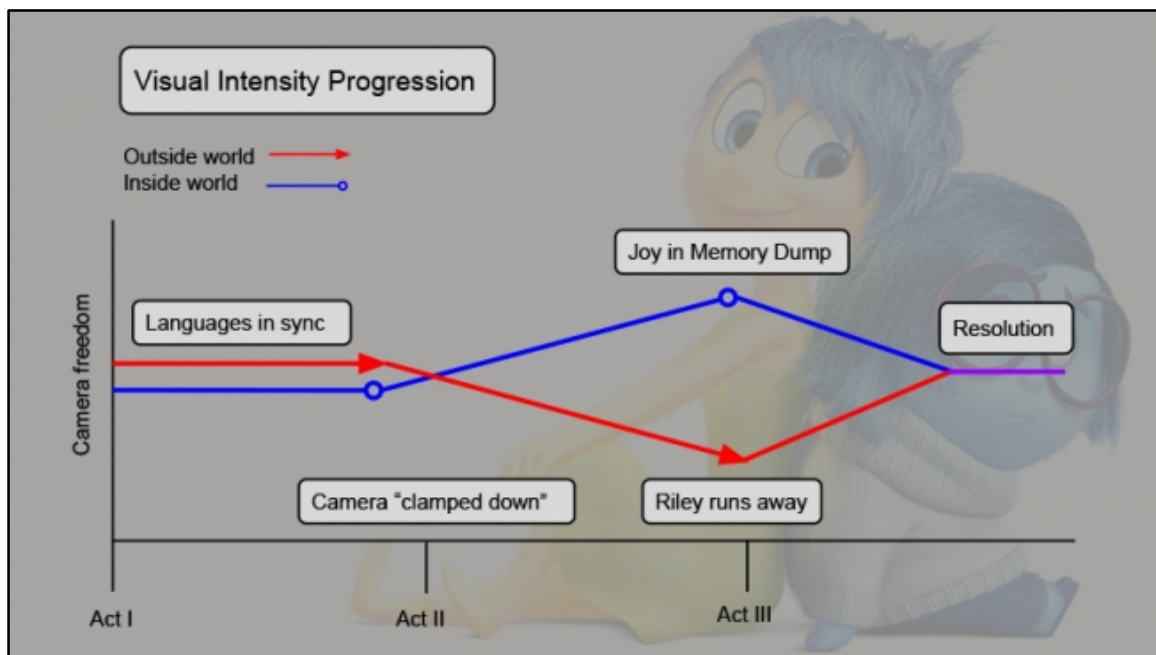 Visual Intensity Progression
Outside world
Inside world
Joy in Memory Dump
Languages in sync
Resolution
Camera freedom
Camera “clamped down”
Riley runs away
Act I
Act II
Act III